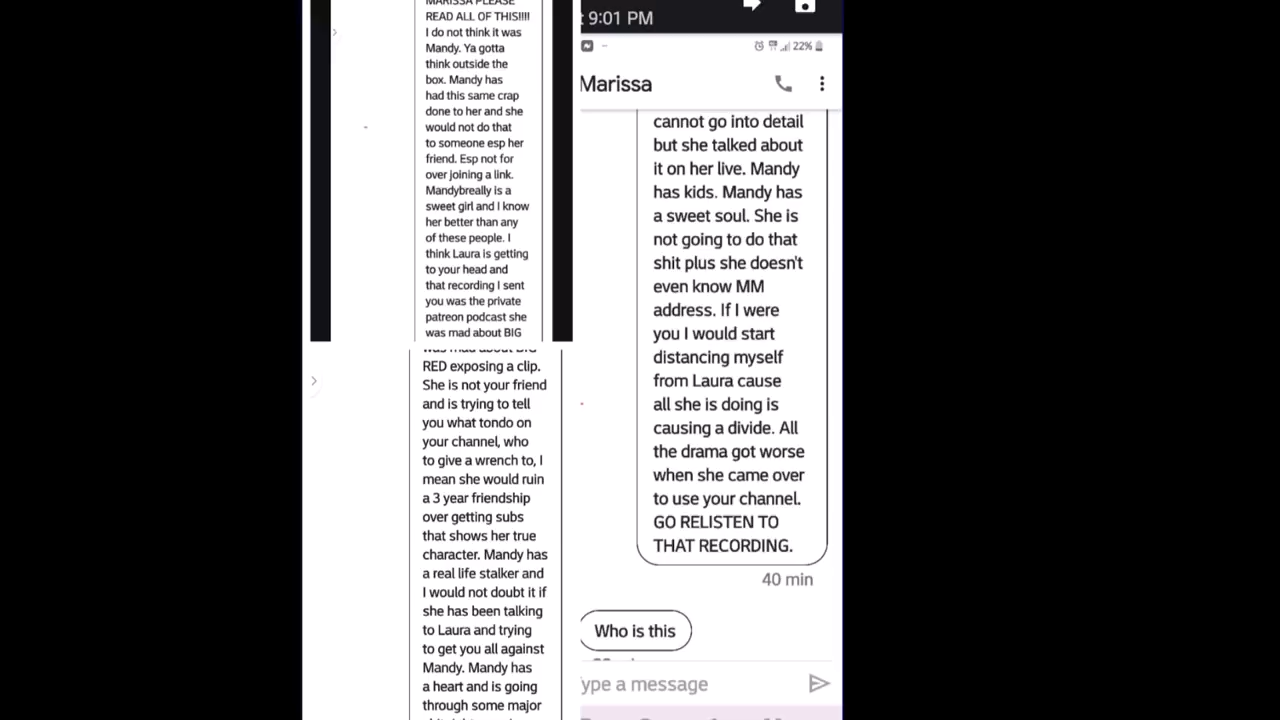 MARISSA PLEASE
READ ALL OF THIS!!!!
I do not think it was
Mandy. Ya gotta
think outside the
box. Mandy has
had this same crap
done to her and she
would not do that
to someone esp her
friend. Esp not for
over joining a link.
Mandybreally is a
sweet girl and I know
her better than any
of these people. I
think Laura is getting
to your head and
that recording I sent
you was the private
patreon podcast she
was mad about BIG
was mad about BIG
RED exposing a clip.
She is not your friend
and is trying to tell
you what tondo on
your channel, who
to give a wrench to, I
mean she would ruin
a 3 year friendship
over getting subs
that shows her true
character. Mandy has
a real life stalker and
I would not doubt it if
she has been talking
to Laura and trying
to get you all against
Mandy. Mandy has
a heart and is going
through some major
9:01 PM
22%
Marissa
cannot go into detail
but she talked about
it on her live. Mandy
has kids. Mandy has
a sweet soul. She is
not going to do that
shit plus she doesn't
even know MM
address. If I were
you I would start
distancing myself
from Laura cause
all she is doing is
causing a divide. All
the drama got worse
when she came over
to use your channel.
GO RELISTEN TO
THAT RECORDING.
40 min
Who is this
ype a message